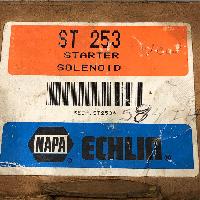 ST 253
STARTER
SOLENOID
NAPA ECHLIN